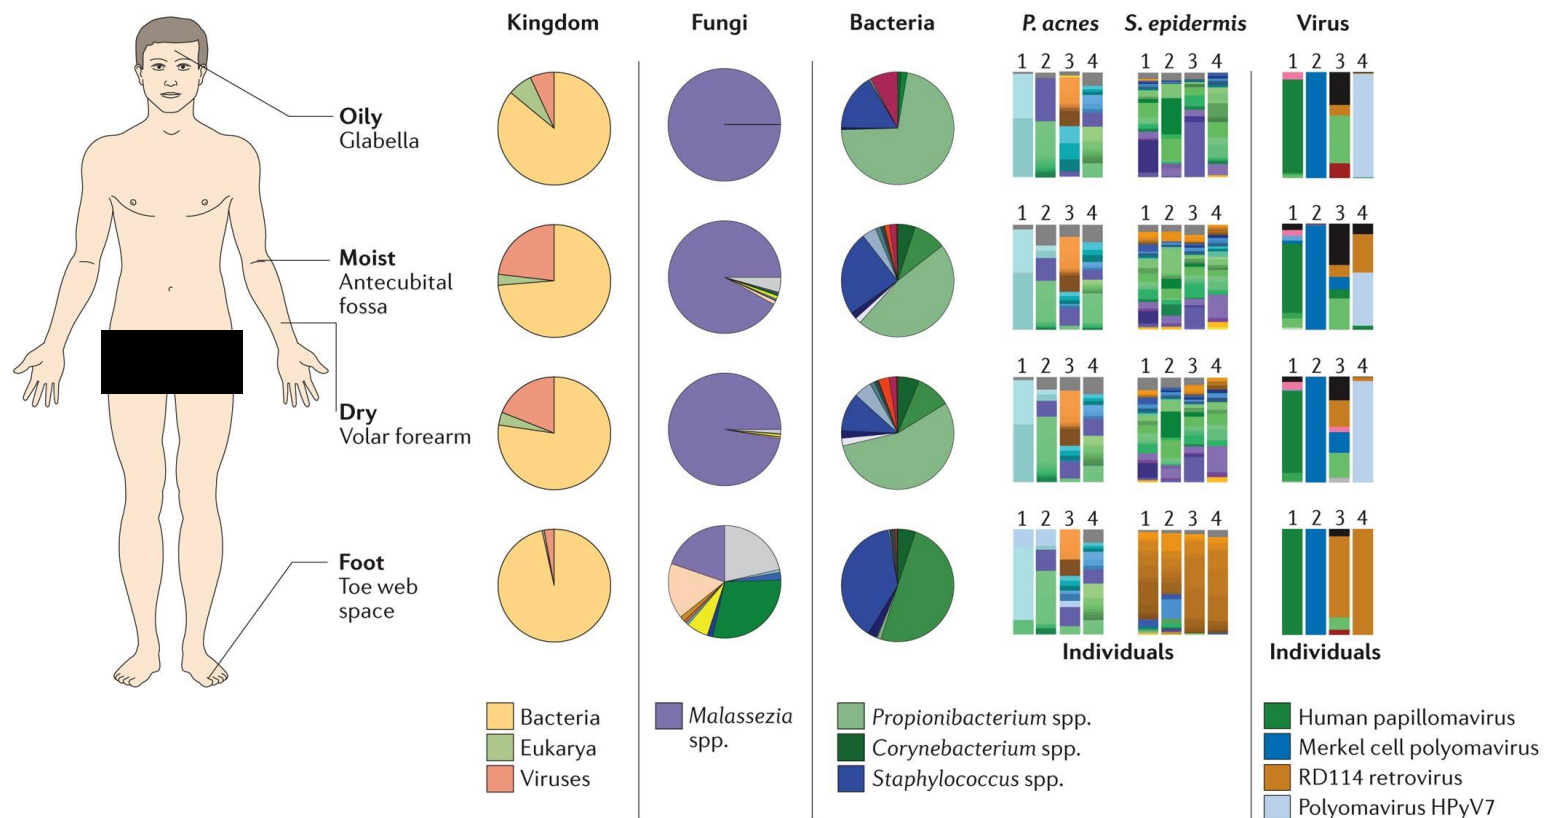 Kingdom
Fungi
Bacteria
P. acnes
S. epidermis
Virus
1 2 3 4
1 2 3 4
1 2 3 4
Oily
Glabella
1 2 3 4
1 2 3 4
1 2 3 4
Moist
Antecubital
fossa
1 2 3 4
1 2 3 4
1 2 3 4
Dry
Volar forearm
1 2 3 4
1 2 3 4
1 2 3 4
Foot
Toe web
space
Individuals
Individuals
Bacteria
Eukarya
Viruses
Malassezia
spp.
Propionibacterium spp.
Corynebacterium spp.
Staphylococcus spp.
Human papillomavirus
Merkel cell polyomavirus
RD114 retrovirus
Polyomavirus HPyV7